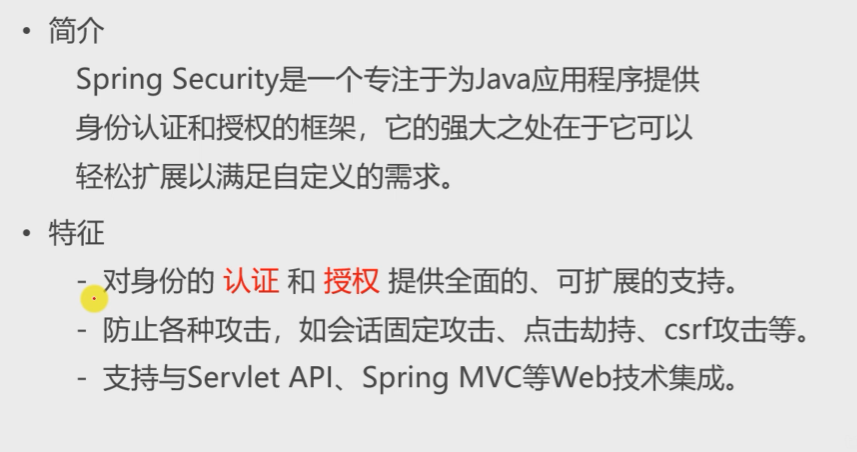 • 简介
Spring Security是一个专注于为Java应用程序提供
身份认证和授权的框架，它的强大之处在于它可以
轻松扩展以满足自定义的需求。
• 特征
- 对身份的 认证 和 授权 提供全面的、可扩展的支持。
- 防止各种攻击，如会话固定攻击、点击劫持、csrf攻击等。
- 支持与Servlet API、Spring MVC等Web技术集成。